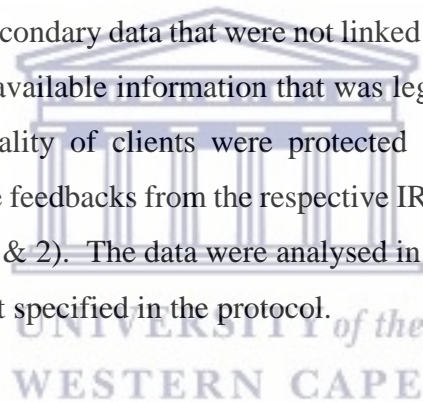 condary data that were not linked
available information that was leg
ality of clients were protected
e feedbacks from the respective IR
& 2). The data were analysed in
t specified in the protocol.
UNIVERSITY of the
WESTERN CAPE